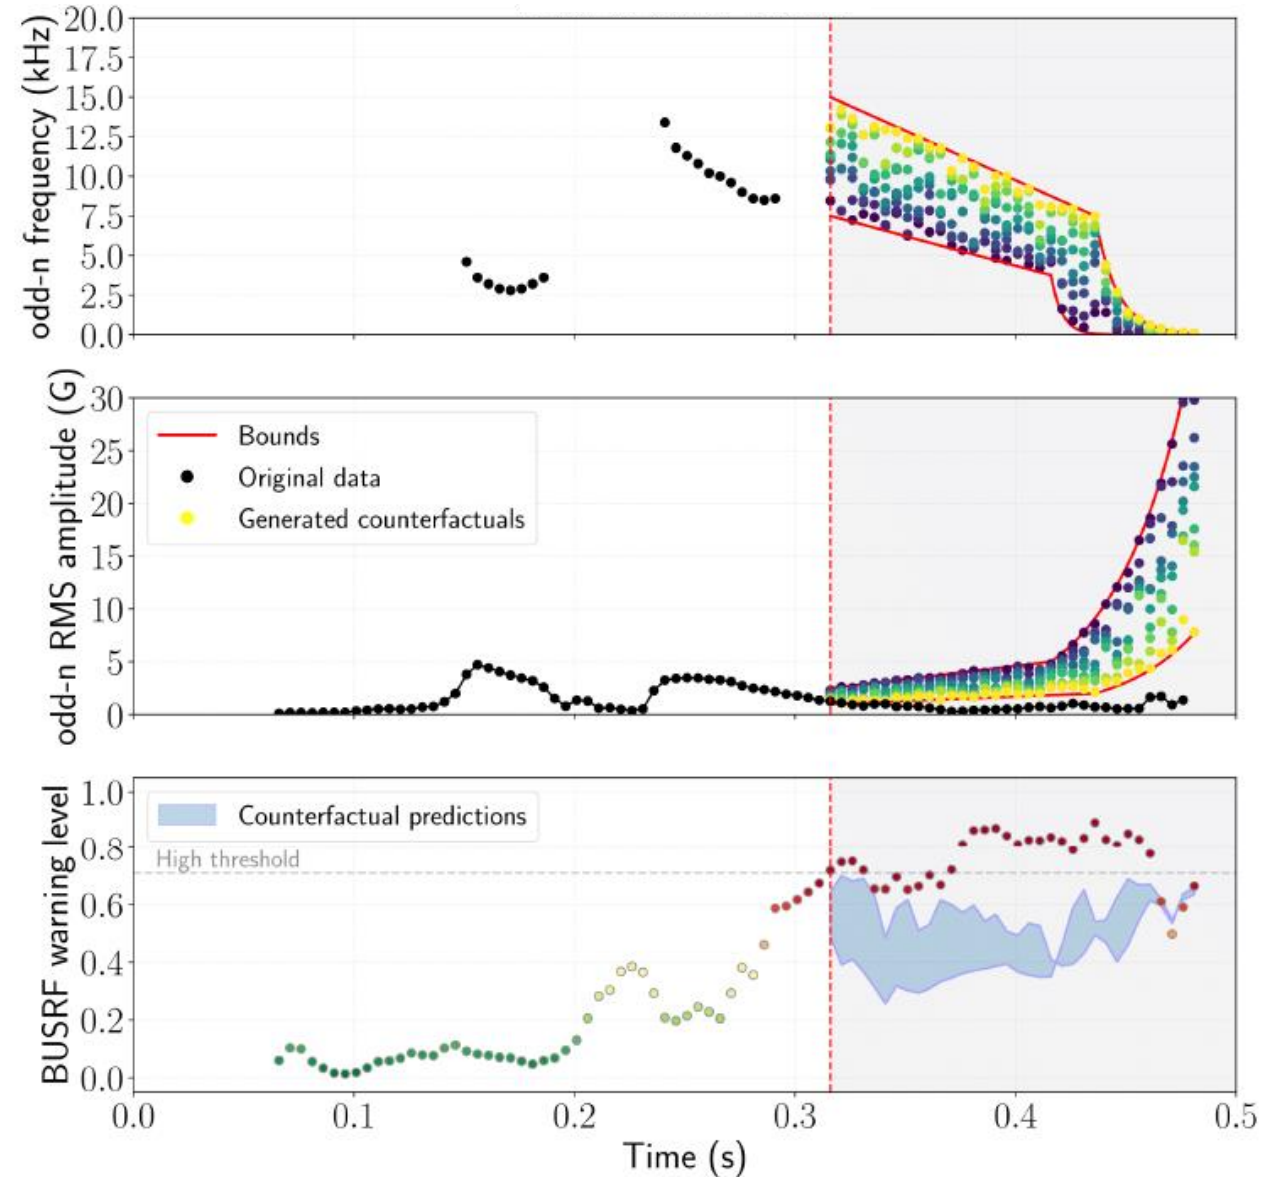 odd-n frequency (kHz)
20.0
17.5
15.0
12.5
10.0
7.5
5.0
2.5
0.0
odd-n RMS amplitude (G)
30
25
20
15
10
5
0
Bounds
Original data
Generated counterfactuals
BUSRF warning level
1.0
0.8
0.6
0.4
0.2
0.0
Counterfactual predictions
High threshold
0.0 0.1 0.2 0.3 0.4 0.5
Time (s)